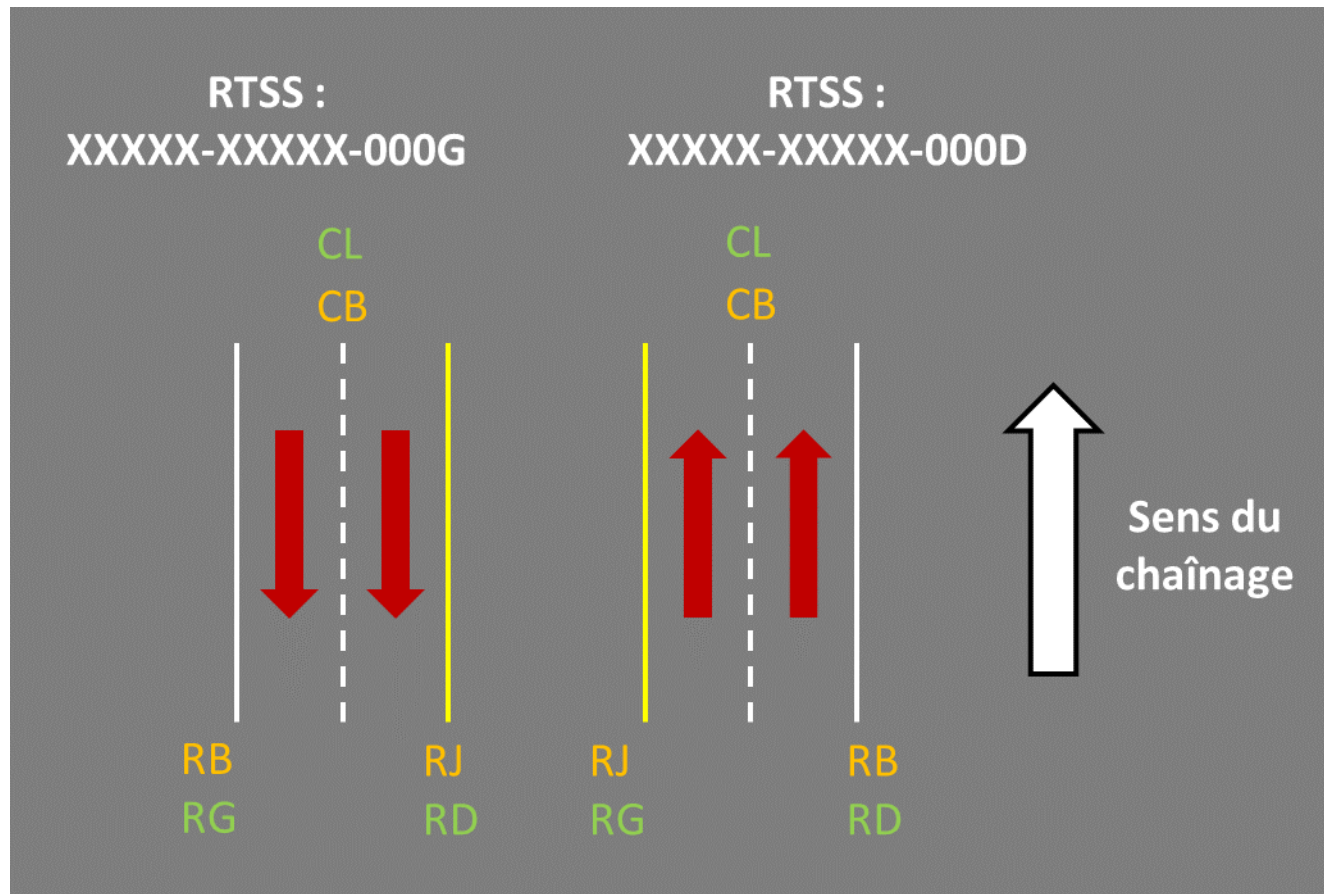 RTSS :
XXXXX-XXXXX-000G
RTSS :
XXXXX-XXXXX-000D
CL
CB
CL
CB
Sens du
chaînage
RB
RG
RJ
RD
RJ
RG
RB
RD